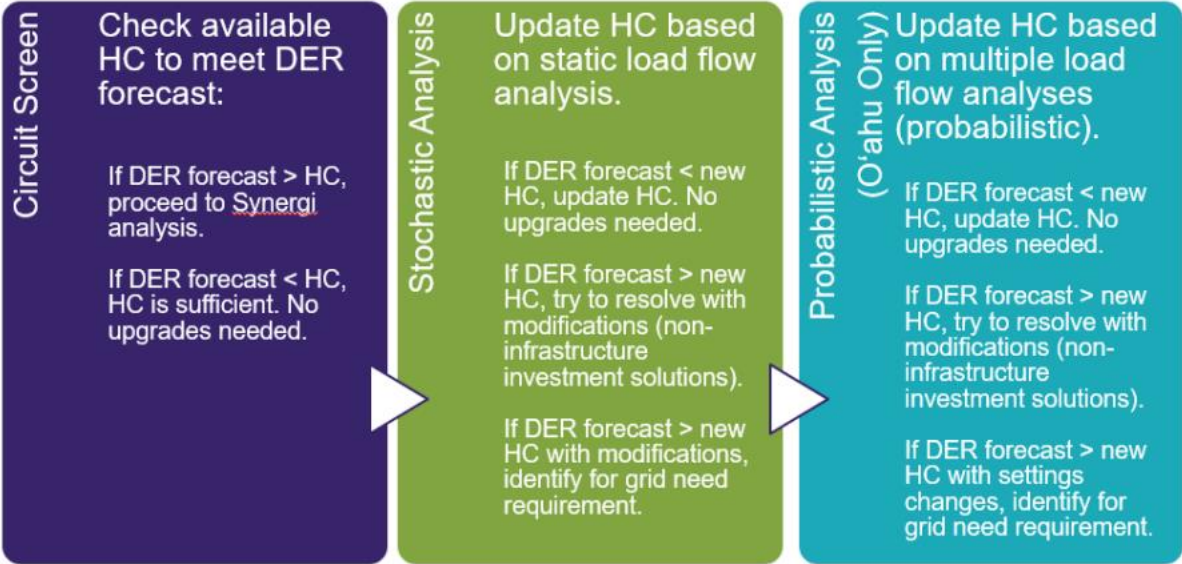 Circuit Screen
Check available
HC to meet DER
forecast:
If DER forecast > HC,
proceed to Synergi
analysis.
If DER forecast < HC,
HC is sufficient. No
upgrades needed.
Stochastic Analysis
Update HC based
on static load flow
analysis.
If DER forecast < new
HC, update HC. No
upgrades needed.
If DER forecast > new
HC, try to resolve with
modifications (non-
infrastructure
investment solutions).
If DER forecast > new
HC with modifications,
identify for grid need
requirement.
Probabilistic Analysis
(Oʻahu Only)
Update HC based
on multiple load
flow analyses
(probabilistic).
If DER forecast < new
HC, update HC. No
upgrades needed.
If DER forecast > new
HC, try to resolve with
modifications (non-
infrastructure
investment solutions).
If DER forecast > new
HC with settings
changes, identify for
grid need requirement.